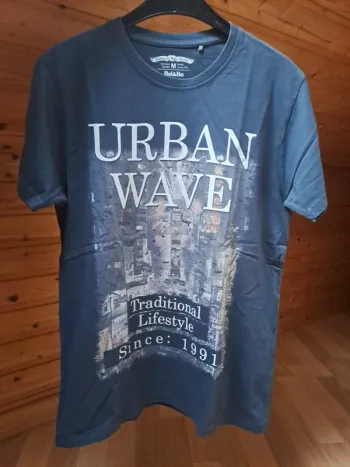 M
URBAN
WAVE
Traditional
Lifestyle
Since: 1991